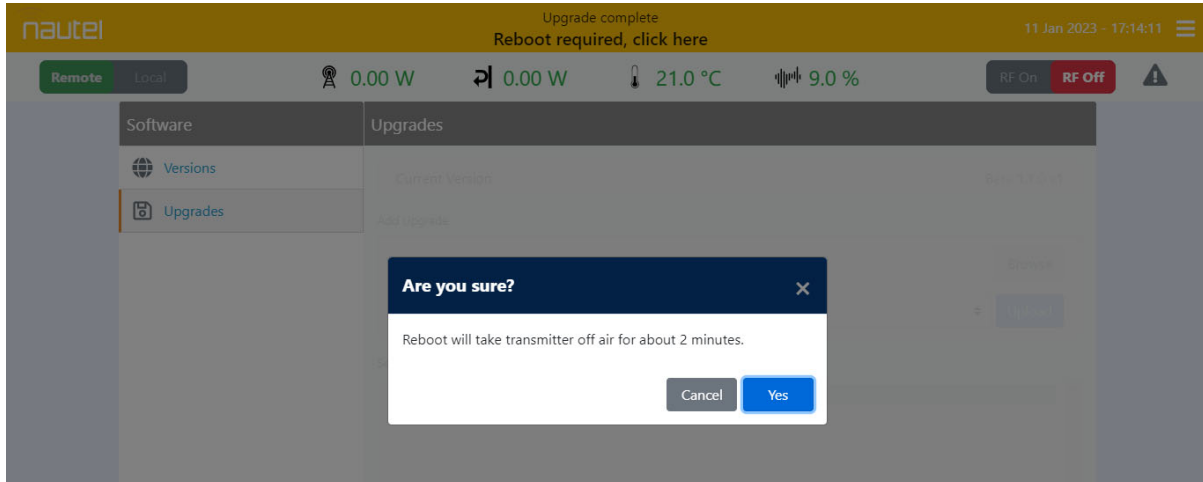 nautel
Upgrade complete
Reboot required, click here
11 Jan 2023 - 17:14:11
Remote Local
0.00 W
0.00 W
21.0 °C
9.0 %
RF On RF Off
Software
Upgrades
Versions
Current Version
Upgrades
Add upgrade
Browse
Are you sure?
Upload
Reboot will take transmitter off air for about 2 minutes.
Cancel Yes